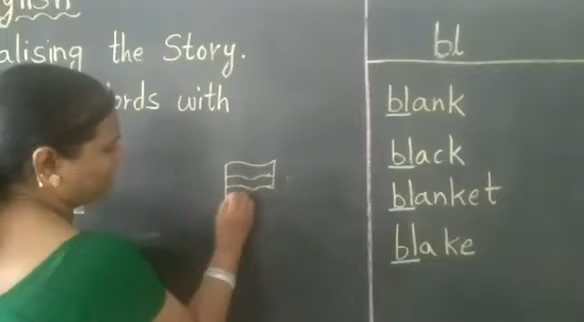 alising the Story.
ords with
bl
blank
black
blanket
blake